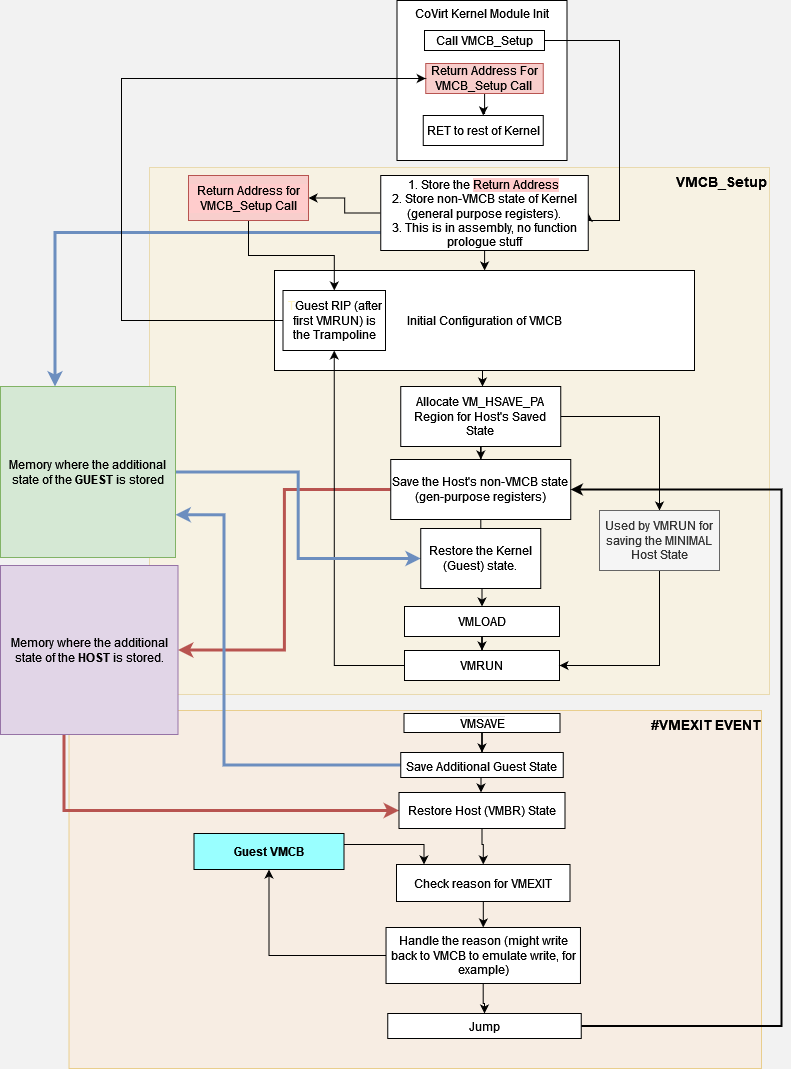 CoVirt Kernel Module Init
Call VMCB_Setup
Return Address For
VMCB_Setup Call
RET to rest of Kernel
VMCB_Setup
Return Address for
VMCB_Setup Call
1. Store the Return Address
2. Store non-VMCB state of Kernel
(general purpose registers).
3. This is in assembly, no function
prologue stuff
Guest RIP (after
first VMRUN) is
the Trampoline
Initial Configuration of VMCB
Allocate VM_HSAVE_PA
Region for Host's Saved
State
Memory where the additional
state of the GUEST is stored
Save the Host's non-VMCB state
(gen-purpose registers)
Used by VMRUN for
saving the MINIMAL
Host State
Restore the Kernel
(Guest) state.
VMLOAD
Memory where the additional
state of the HOST is stored.
VMRUN
#VMEXIT EVENT
VMSAVE
Save Additional Guest State
Restore Host (VMBR) State
Guest VMCB
Check reason for VMEXIT
Handle the reason (might write
back to VMCB to emulate write, for
example)
Jump